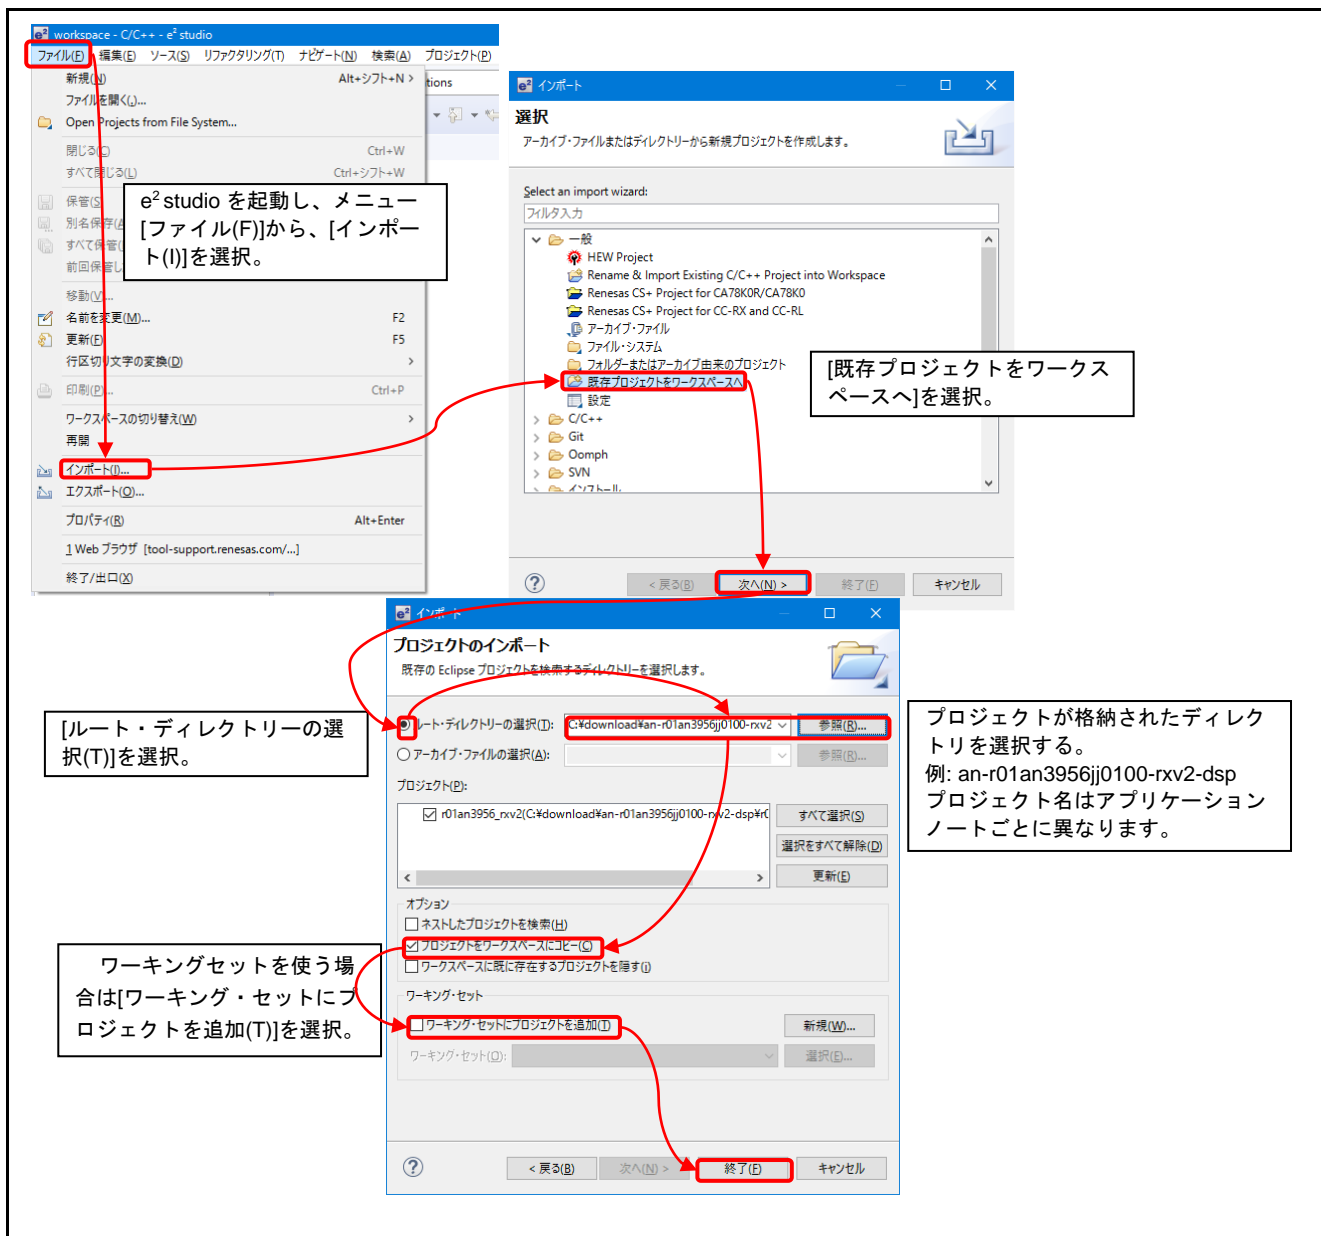 workspace - C/C++ - e² studio
ファイル(F) 編集(E) ソース(S) リファクタリング(T) ナビゲート(N) 検索(A) プロジェクト(P)
新規(N) Alt+シフト+N >
ファイルを開く(.)...
Open Projects from File System...
閉じる(C) Ctrl+W
すべて閉じる(L) Ctrl+シフト+W
保管(S)
別名保存(A
すべて保管(
前回保管し
移動(V)...
名前を変更(M)... F2
更新(F) F5
行区切り文字の変換(D) >
印刷(P)... Ctrl+P
ワークスペースの切り替え(W) >
再開
インポート(I)...
エクスポート(O)...
プロパティ(R) Alt+Enter
1 Web ブラウザ [tool-support.renesas.com/...]
終了/出口(X)
tions
e² studio を起動し、メニュー
[ファイル(F)]から、[インポー
ト(I)]を選択。
インポート
選択
アーカイブ・ファイルまたはディレクトリーから新規プロジェクトを作成します。
Select an import wizard:
フィルタ入力
一般
HEW Project
Rename & Import Existing C/C++ Project into Workspace
Renesas CS+ Project for CA78K0R/CA78K0
Renesas CS+ Project for CC-RX and CC-RL
アーカイブ・ファイル
ファイル・システム
フォルダーまたはアーカイブ由来のプロジェクト
既存プロジェクトをワークスペースへ
設定
> C/C++
> Git
> Oomph
> SVN
> インストール
< 戻る(B) 次へ(N) > 終了(F) キャンセル
[既存プロジェクトをワークス
ペースへ]を選択。
インポート
プロジェクトのインポート
既存の Eclipse プロジェクトを検索するディレクトリーを選択します。
ルート・ディレクトリーの選択(T): C:¥download¥an-r01an3956jj0100-rxv2 参照(R)...
アーカイブ・ファイルの選択(A): 参照(R)...
プロジェクト(P):
r01an3956_rxv2(C:¥download¥an-r01an3956jj0100-rxv2-dsp¥r( すべて選択(S)
選択をすべて解除(D)
更新(E)
オプション
ネストしたプロジェクトを検索(H)
プロジェクトをワークスペースにコピー(C)
ワークスペースに既に存在するプロジェクトを隠す(i)
ワーキング・セット
ワーキング・セットにプロジェクトを追加(T) 新規(W)...
ワーキング・セット(O): 選択(E)...
< 戻る(B) 次へ(N) > 終了(F) キャンセル
[ルート・ディレクトリーの選
択(T)]を選択。
プロジェクトが格納されたディレク
トリを選択する。
例: an-r01an3956jj0100-rxv2-dsp
プロジェクト名はアプリケーション
ノートごとに異なります。
ワーキングセットを使う場
合は[ワーキング・セットにプ
ロジェクトを追加(T)]を選択。